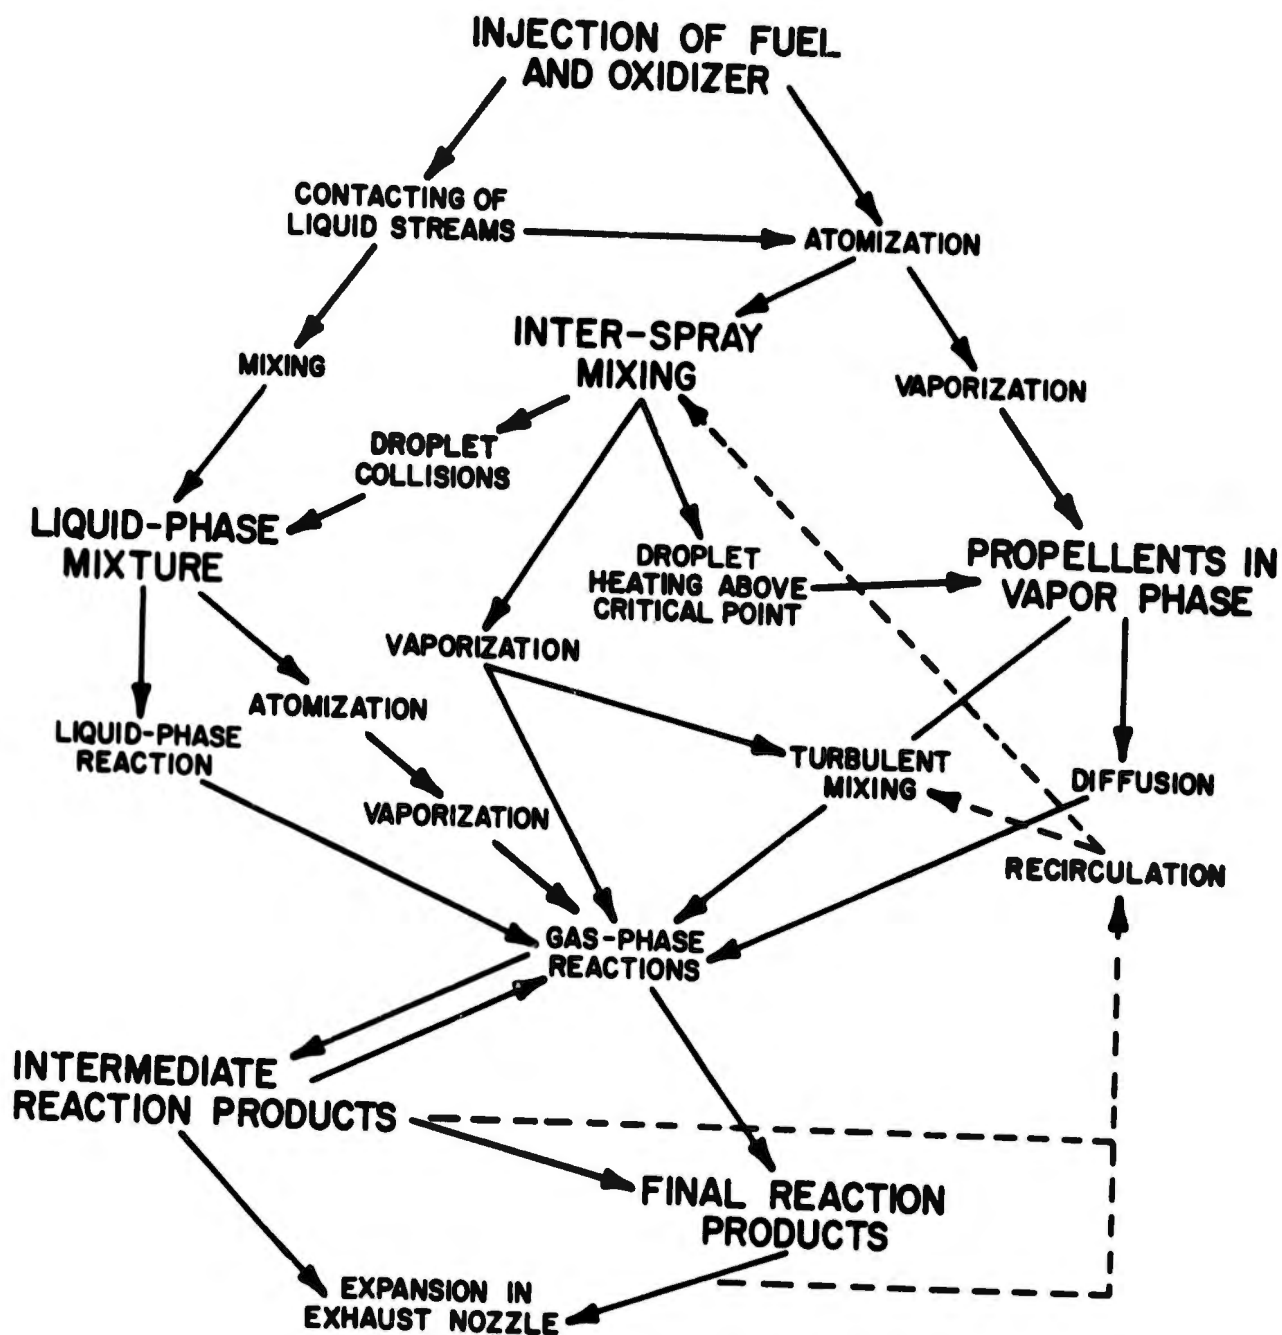 INJECTION OF FUEL
AND OXIDIZER
CONTACTING OF
LIQUID STREAMS
ATOMIZATION
INTER-SPRAY
MIXING
MIXING
VAPORIZATION
DROPLET
COLLISIONS
LIQUID-PHASE
MIXTURE
DROPLET
HEATING ABOVE
CRITICAL POINT
PROPELLENTS IN
VAPOR PHASE
VAPORIZATION
ATOMIZATION
LIQUID-PHASE
REACTION
TURBULENT
MIXING
DIFFUSION
VAPORIZATION
RECIRCULATION
GAS-PHASE
REACTIONS
INTERMEDIATE
REACTION PRODUCTS
FINAL REACTION
PRODUCTS
EXPANSION IN
EXHAUST NOZZLE